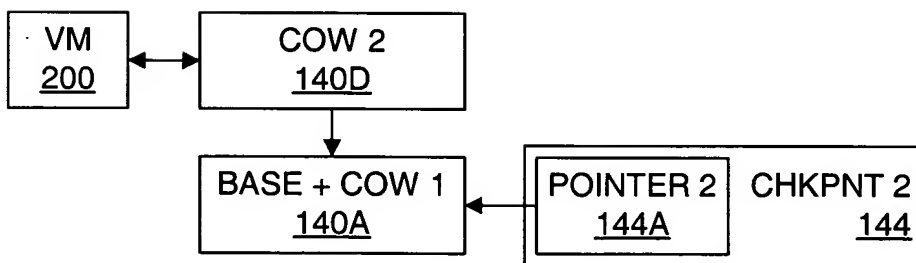 VM
200
COW 2
140D
BASE + COW 1
140A
POINTER 2
144A
CHKPNT 2
144